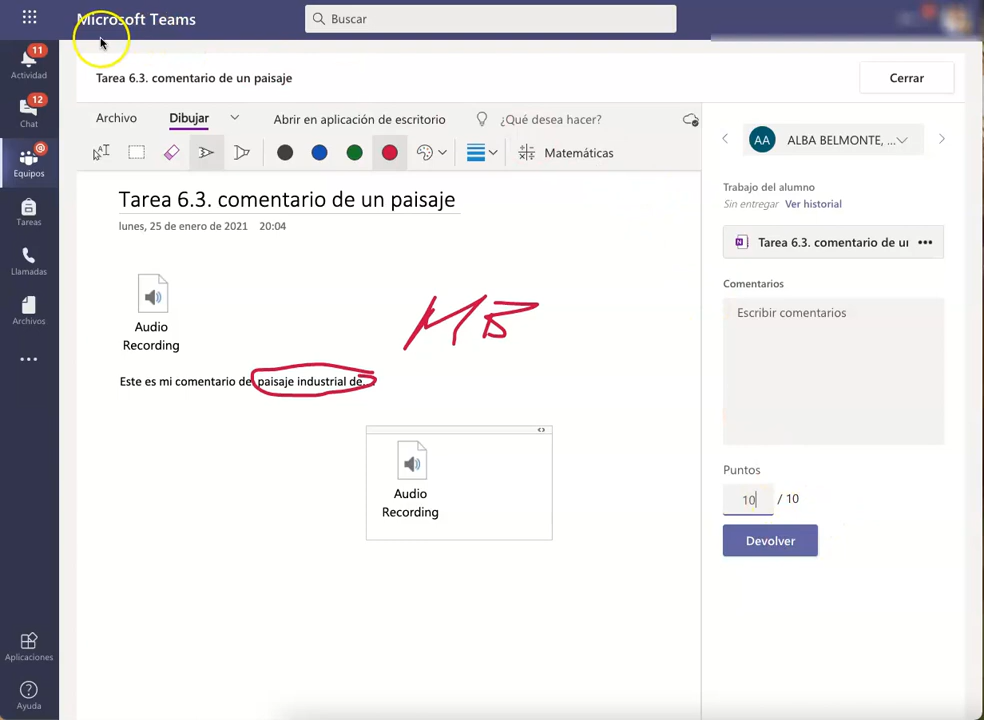 Microsoft Teams
Buscar
11
Actividad
12
Chat
Equipos
Tareas
Llamadas
Archivos
Aplicaciones
Ayuda
Tarea 6.3. comentario de un paisaje
Cerrar
Archivo
Dibujar
Abrir en aplicación de escritorio
¿Qué desea hacer?
Matemáticas
Tarea 6.3. comentario de un paisaje
lunes, 25 de enero de 2021 20:04
Audio
Recording
MB
Este es mi comentario de paisaje industrial de...
Audio
Recording
AA
ALBA BELMONTE, ...
Trabajo del alumno
Sin entregar Ver historial
Tarea 6.3. comentario de ur
Comentarios
Escribir comentarios
Puntos
10 / 10
Devolver